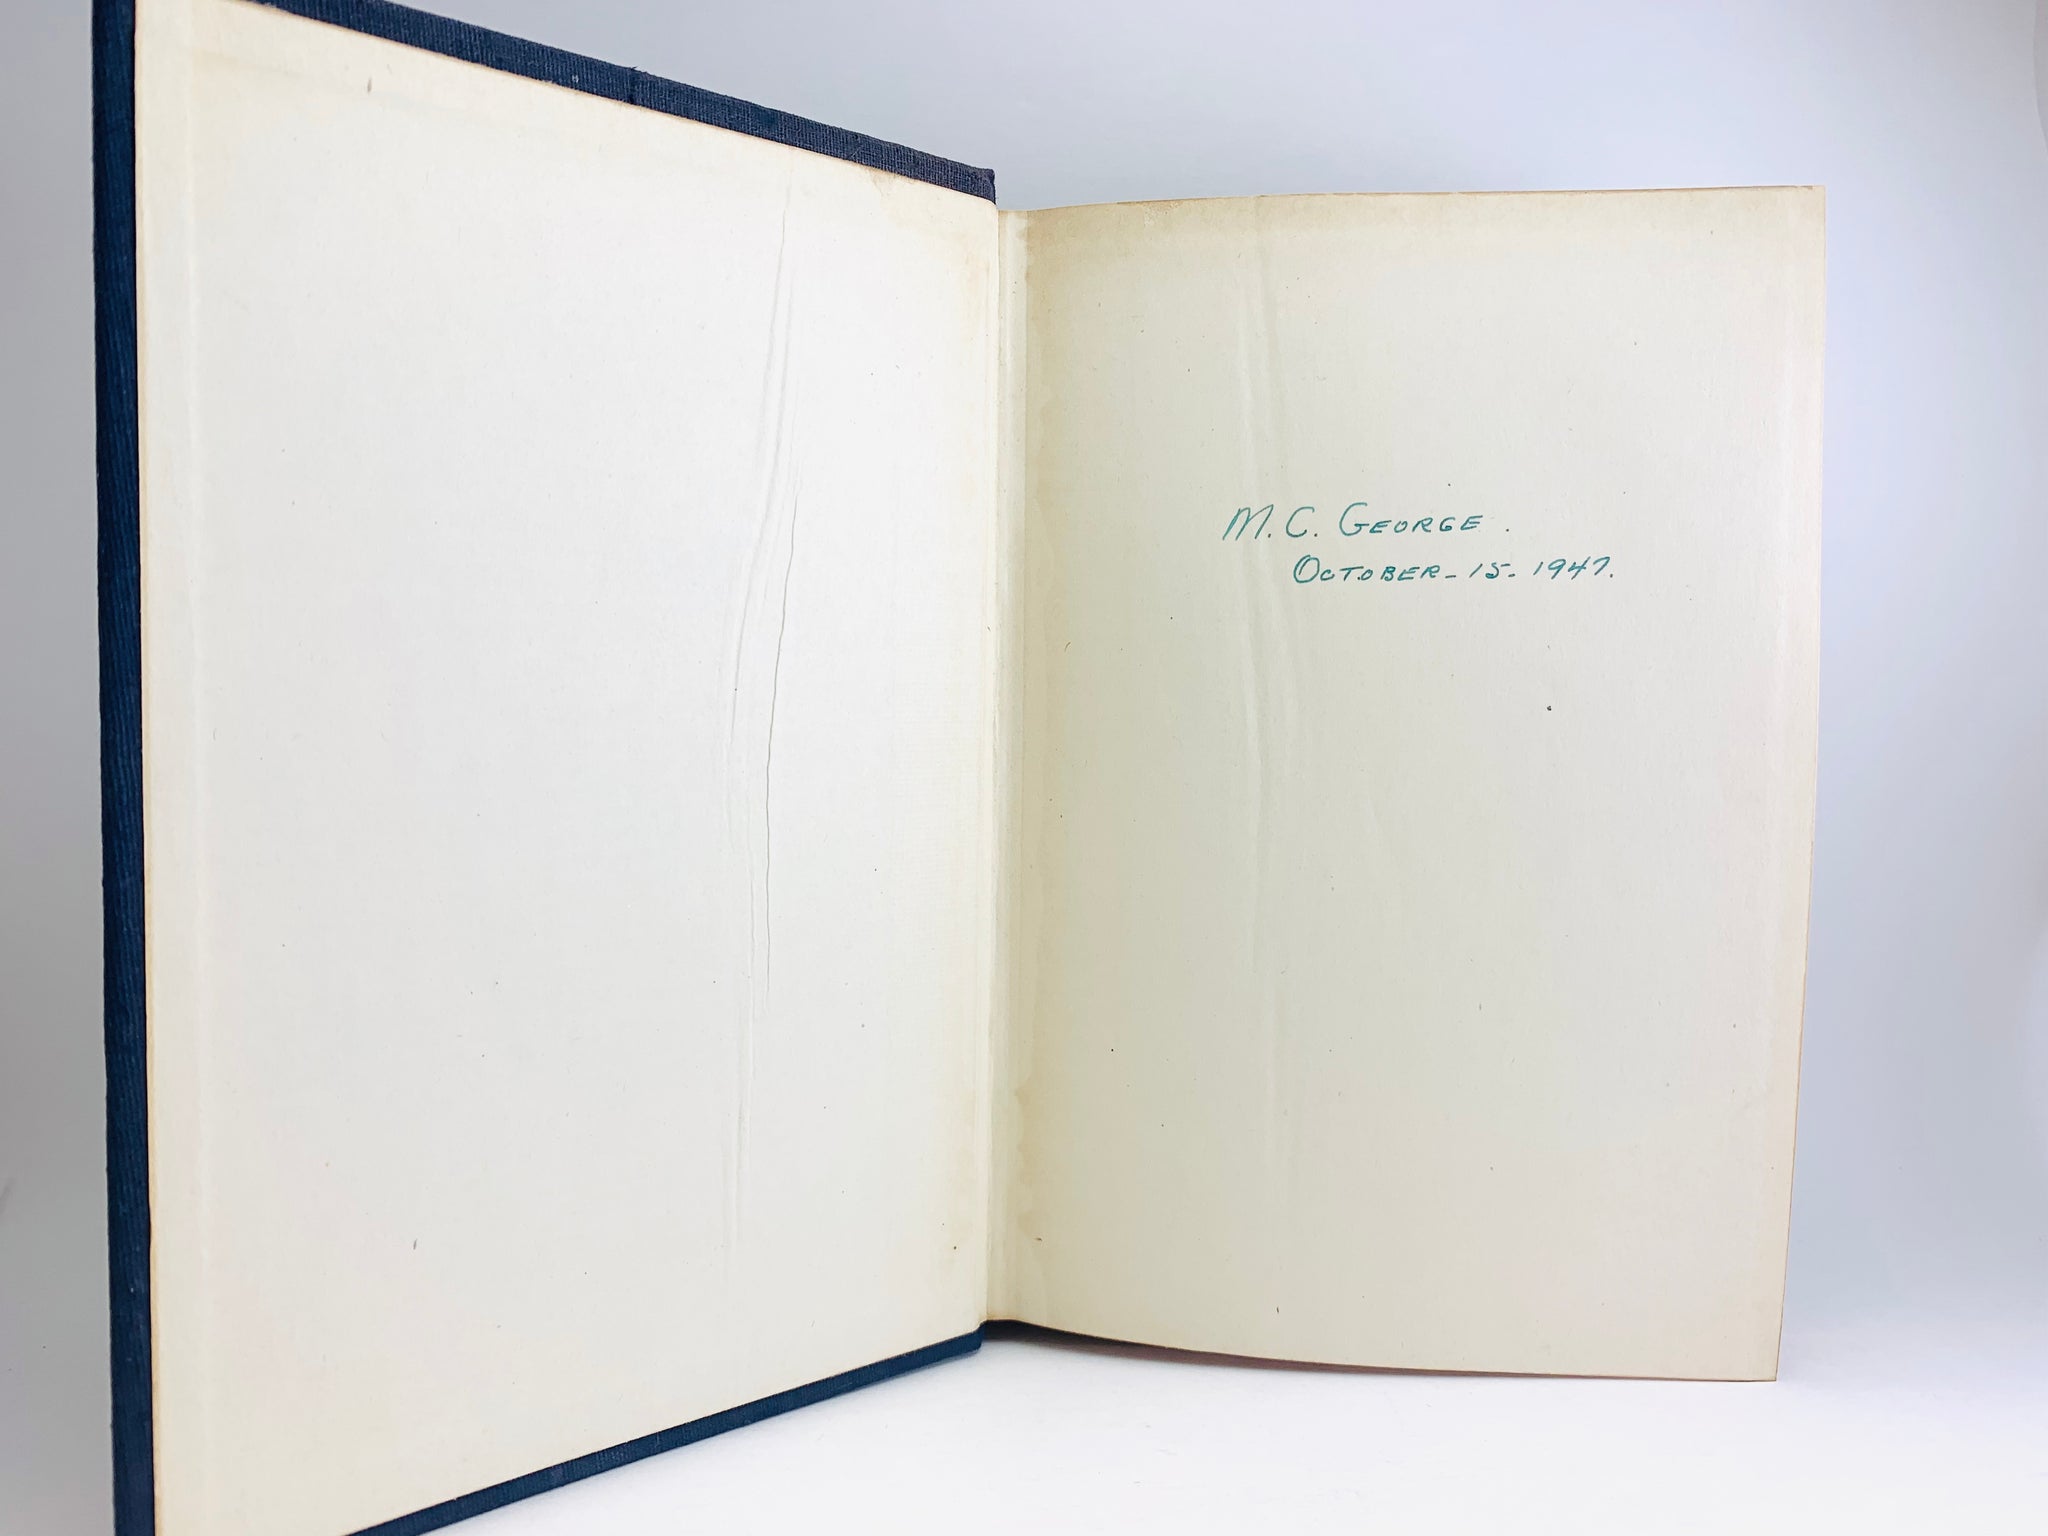 M. C. GEORGE.
OCTOBER - 15. 1947.